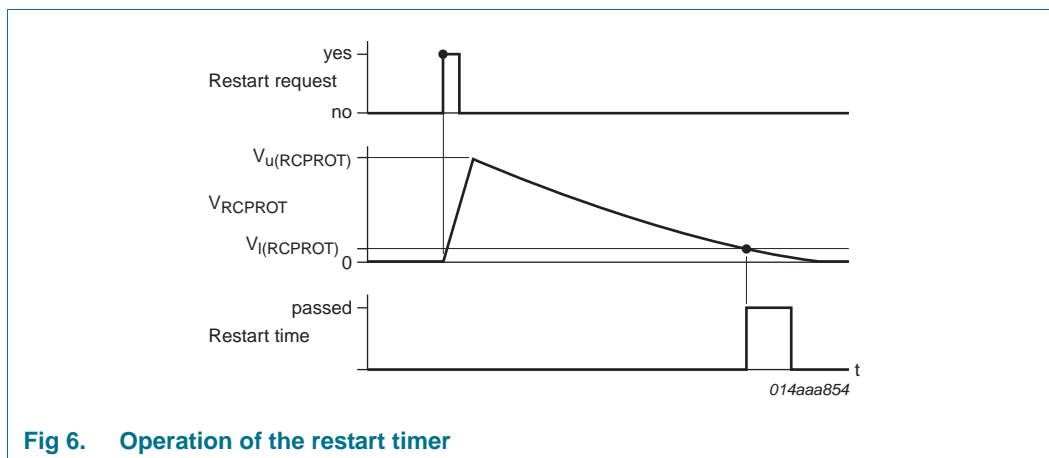 yes
Restart request
no
Vu(RCPROT)
VRCPROT
Vl(RCPROT)
0
passed
Restart time
t
014aaa854
Fig 6. Operation of the restart timer